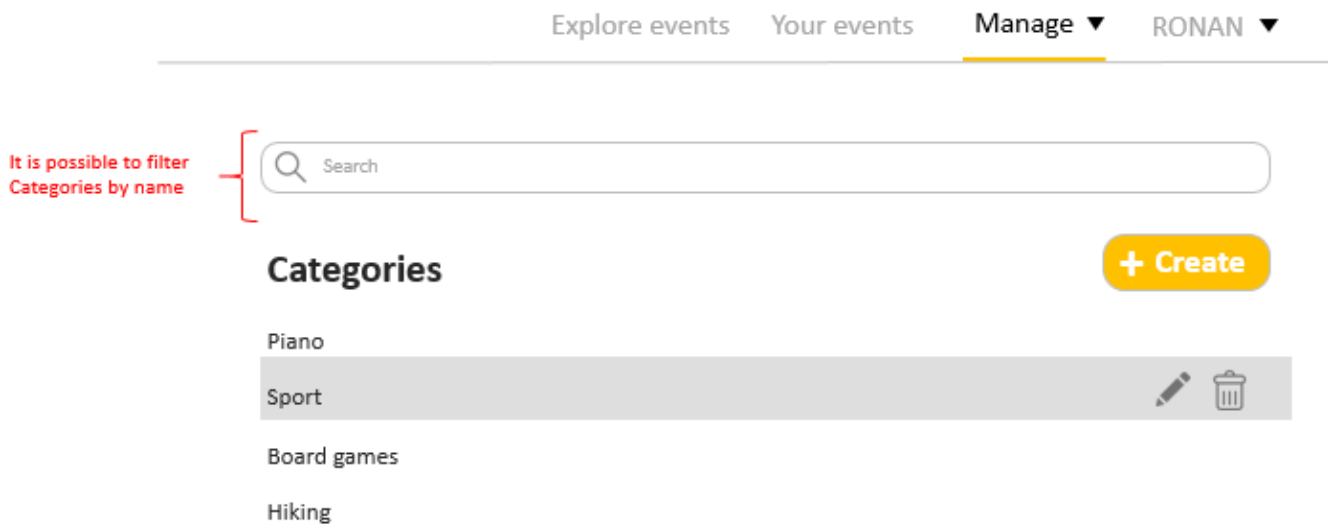 Explore events Your events Manage ▼ RONAN ▼
It is possible to filter
Categories by name
Search
Categories
+ Create
Piano
Sport
Board games
Hiking